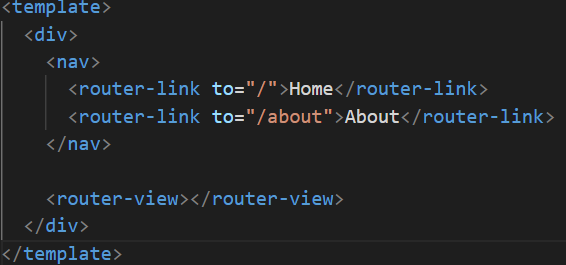 <template>
  <div>
    <nav>
      <router-link to="/">Home</router-link>
      <router-link to="/about">About</router-link>
    </nav>

    <router-view></router-view>
  </div>
</template>